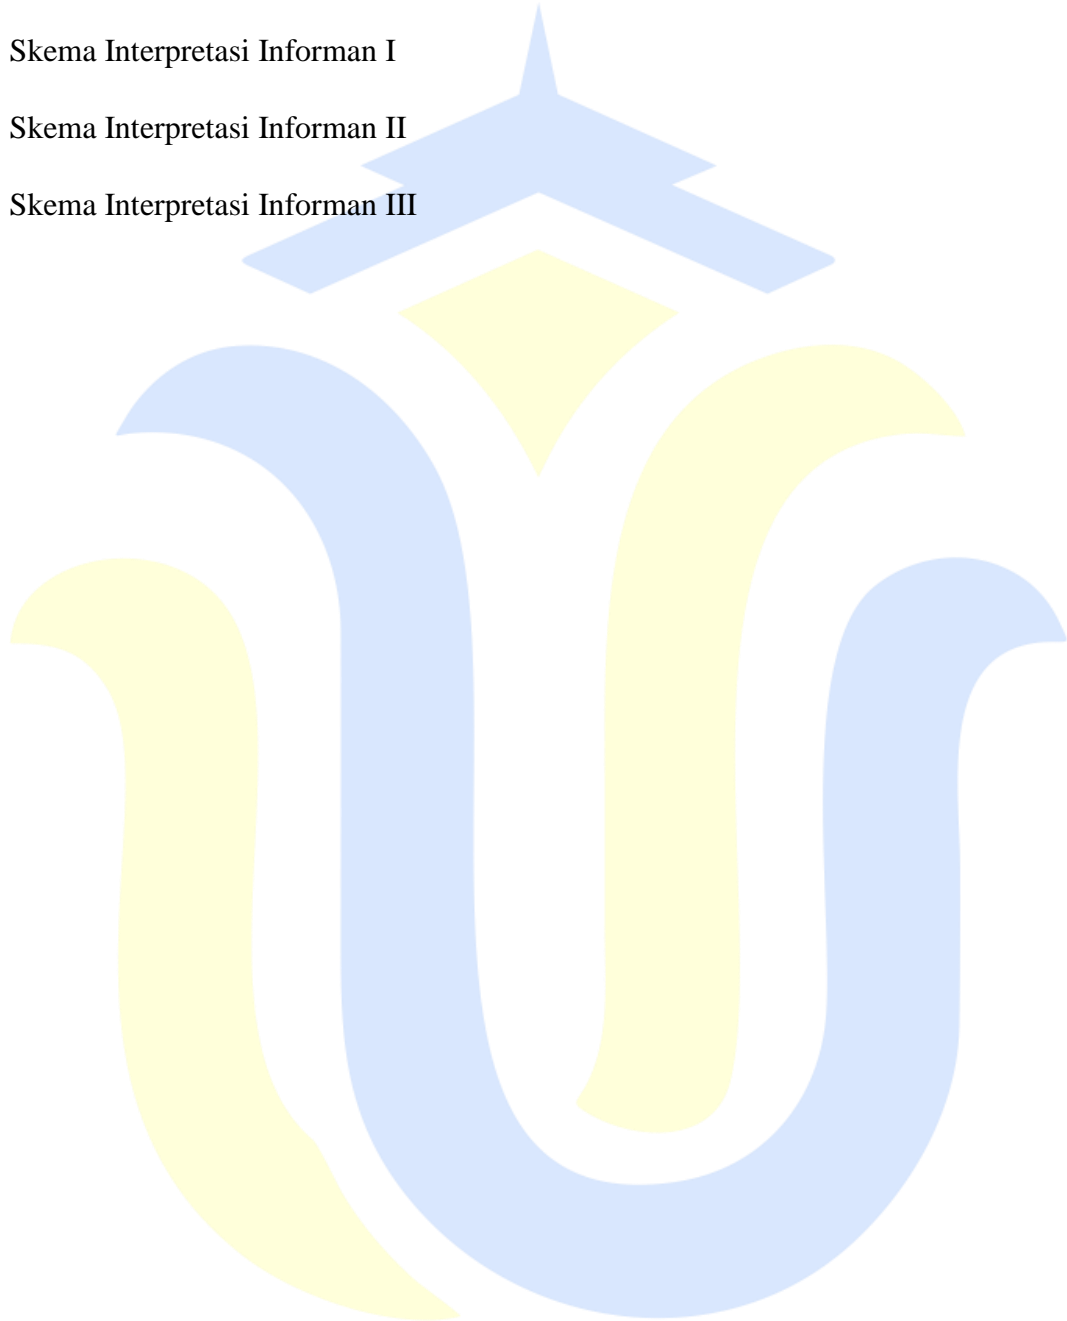 Skema Interpretasi Informan I
Skema Interpretasi Informan II
Skema Interpretasi Informan III